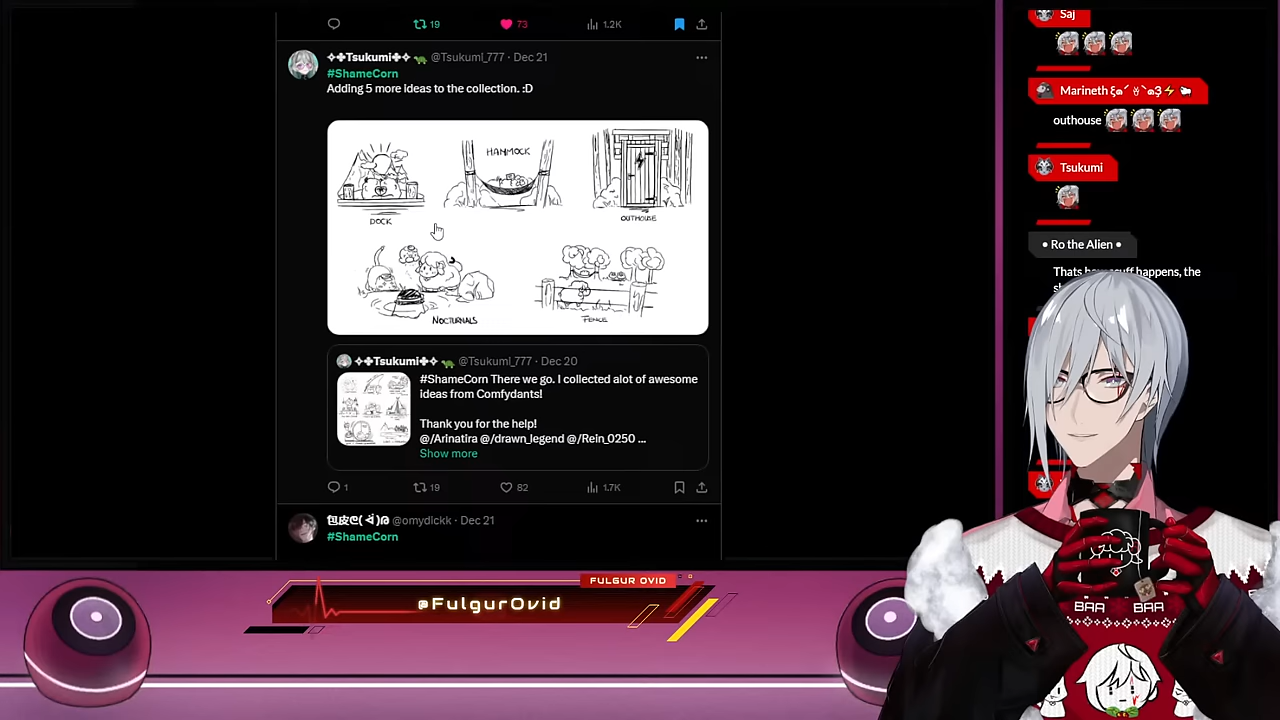 19
73
1.2K
✧✤Tsukumi✤✧ 🐢 @Tsukumi_777 · Dec 21
#ShameCorn
Adding 5 more ideas to the collection. :D
DOCK
HAMMOCK
OUTHOUSE
NOCTURNALS
FENCE
✧✤Tsukumi✤✧ 🐢 @Tsukumi_777 · Dec 20
#ShameCorn There we go. I collected alot of awesome
ideas from Comfydants!
Thank you for the help!
@/Arinatira @/drawn_legend @/Rein_0250 ...
Show more
1
19
82
1.7K
@omydickk · Dec 21
#ShameCorn
FULGUR OVID
@FulgurOvid
Saj
Marineth
outhouse
Tsukumi
• Ro the Alien •
happens, the
BAA BAA